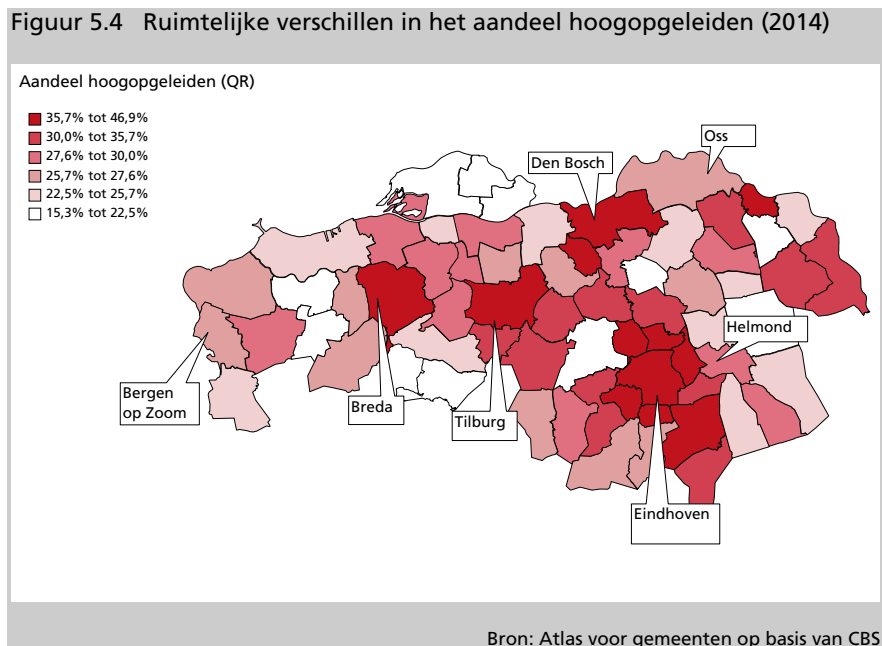 Figuur 5.4 Ruimtelijke verschillen in het aandeel hoogopgeleiden (2014)
Aandeel hoogopgeleiden (QR)
35,7% tot 46,9%
30,0% tot 35,7%
27,6% tot 30,0%
25,7% tot 27,6%
22,5% tot 25,7%
15,3% tot 22,5%
Oss
Den Bosch
Helmond
Bergen
op Zoom
Breda
Tilburg
Eindhoven
Bron: Atlas voor gemeenten op basis van CBS